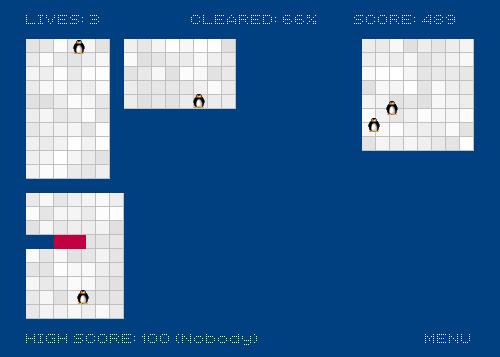 LIVES: 3 CLEARED: 66% SCORE: 489
HIGH SCORE: 100 (Nobody) MENU